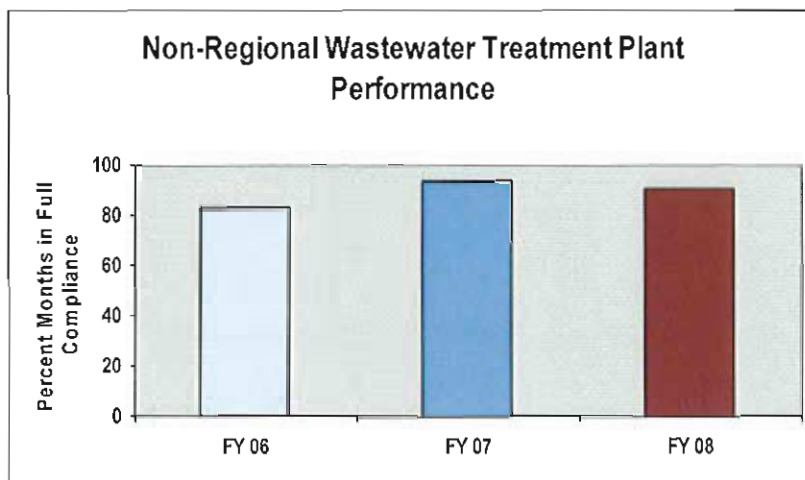 Non-Regional Wastewater Treatment Plant
Performance
Percent Months in Full
Compliance
100
80
60
40
20
0
FY 06
FY 07
FY 08